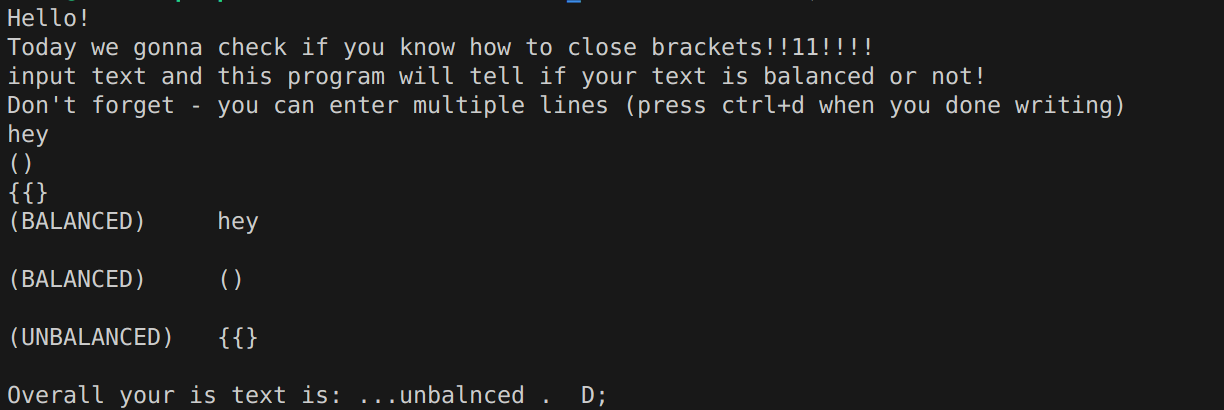 Hello!
Today we gonna check if you know how to close brackets!!11!!!!
input text and this program will tell if your text is balanced or not!
Don't forget - you can enter multiple lines (press ctrl+d when you done writing)
hey
()
{{}
(BALANCED)     hey
(BALANCED)     ()
(UNBALANCED)   {{}
Overall your is text is: ...unbalnced .  D;